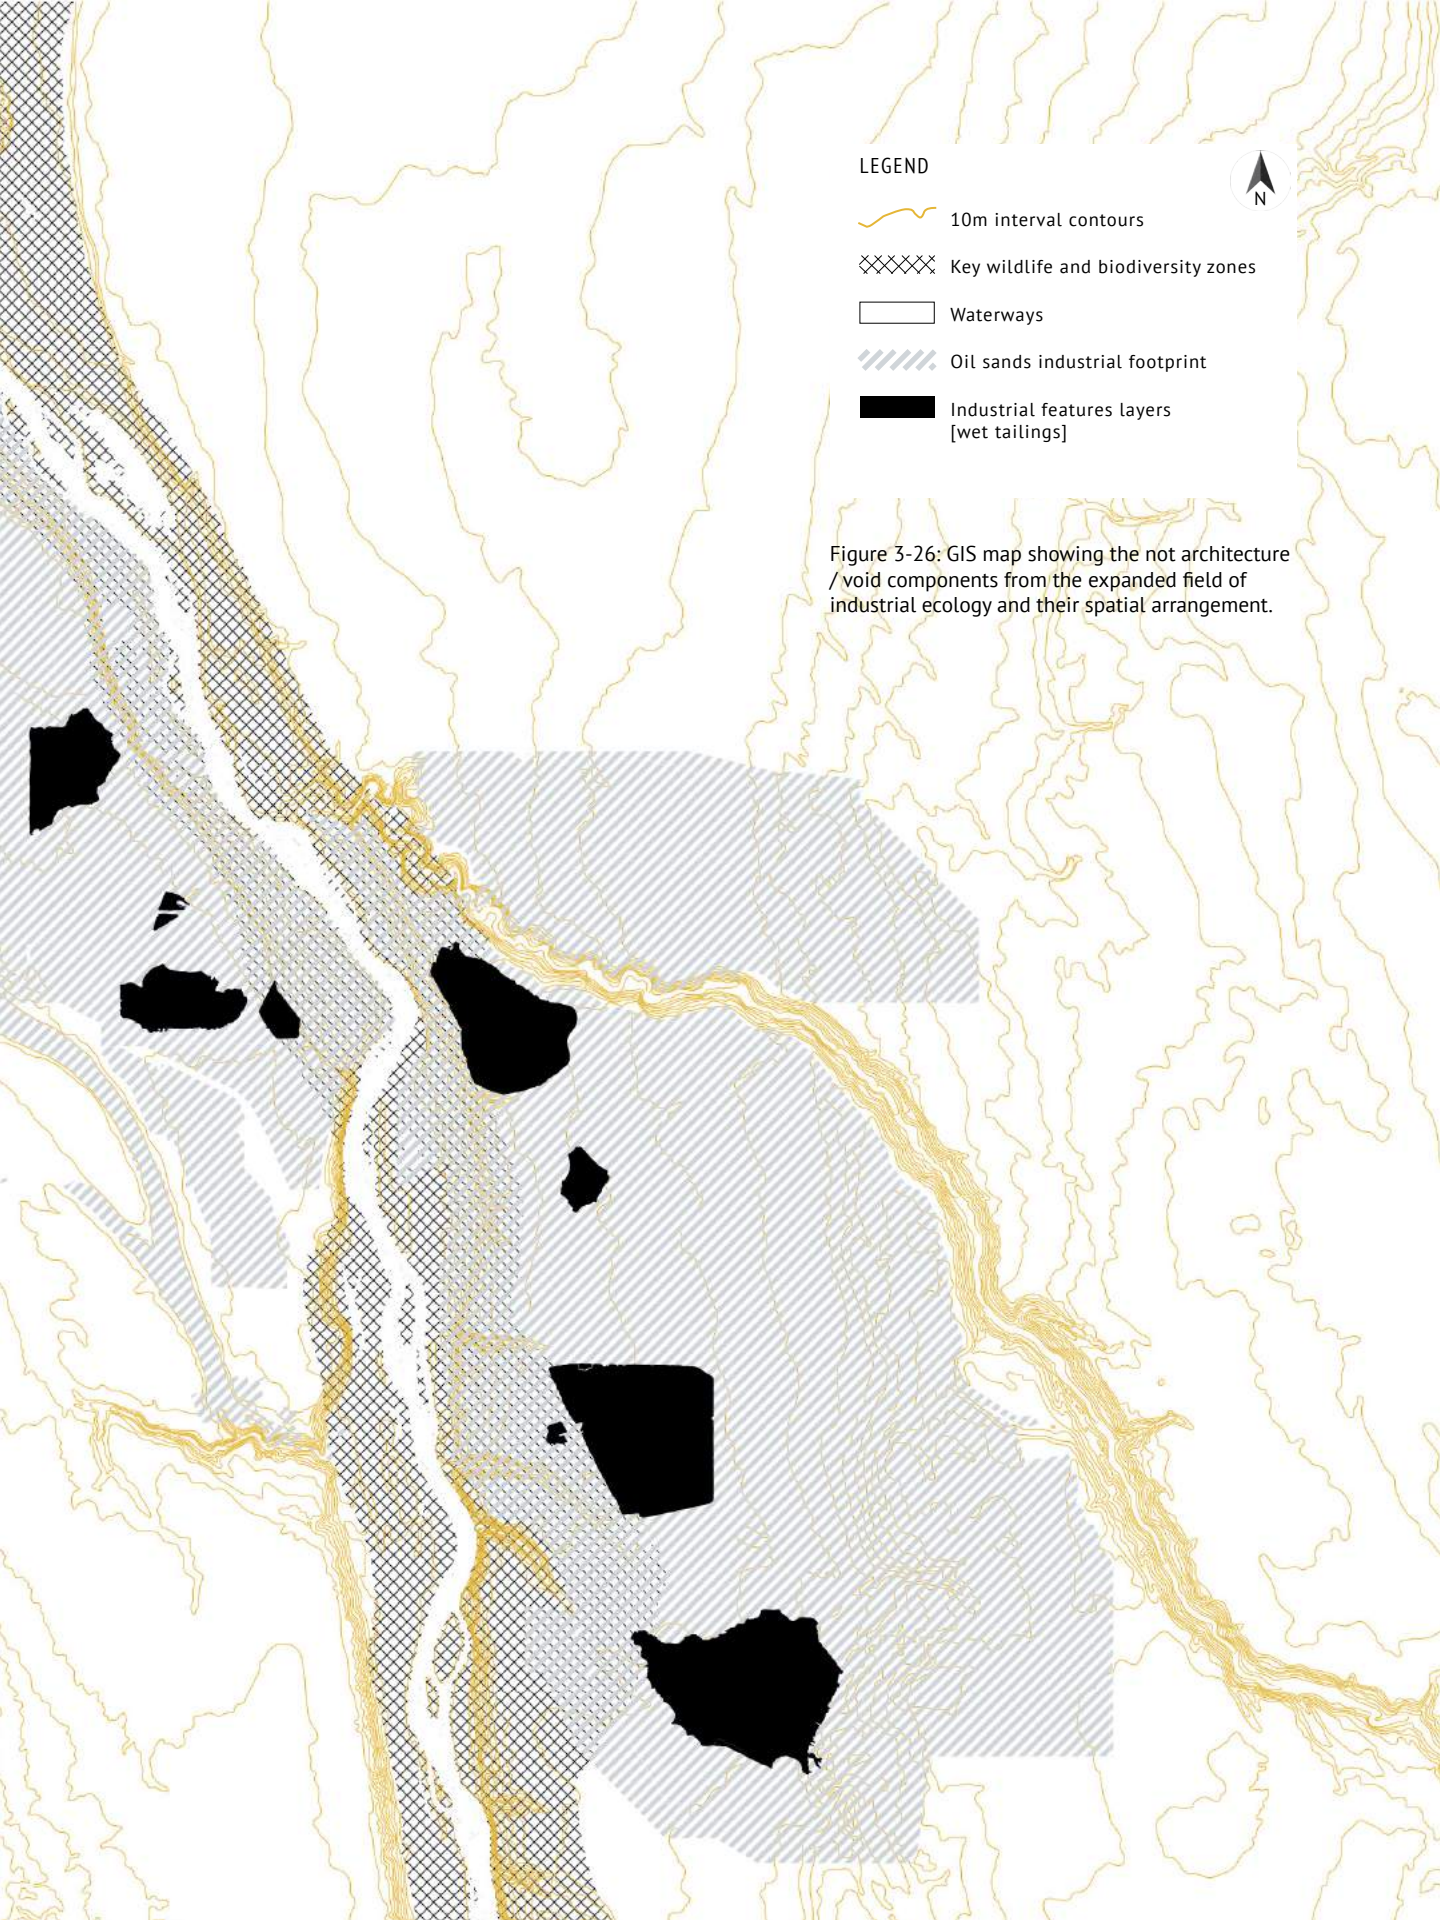 LEGEND
N
10m interval contours
Key wildlife and biodiversity zones
Waterways
Oil sands industrial footprint
Industrial features layers
[wet tailings]
Figure 3-26: GIS map showing the not architecture
/ void components from the expanded field of
industrial ecology and their spatial arrangement.